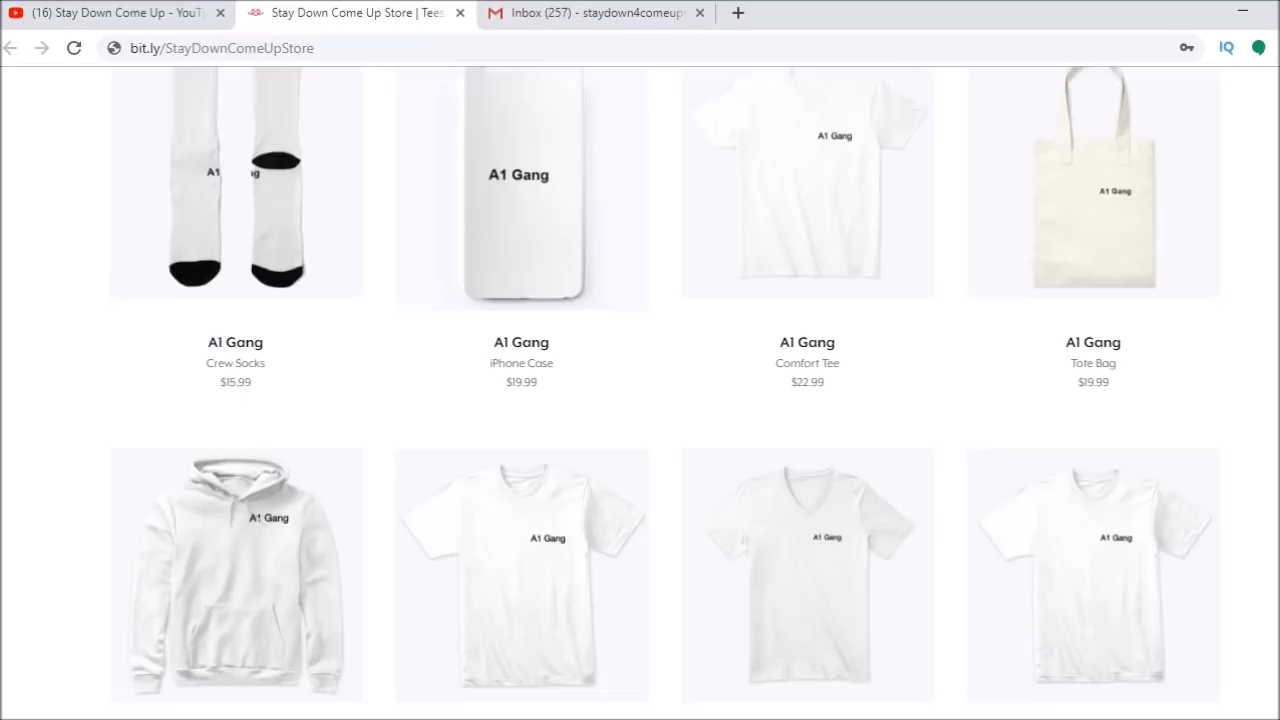 (16) Stay Down Come Up - YouT
Stay Down Come Up Store | Tees
Inbox (257) - staydown4comeup
bit.ly/StayDownComeUpStore
IQ
A1
A1 Gang
A1 Gang
A1 Gang
A1 Gang
Crew Socks
$15.99
A1 Gang
iPhone Case
$19.99
A1 Gang
Comfort Tee
$22.99
A1 Gang
Tote Bag
$19.99
A1 Gang
A1 Gang
A1 Gang
A1 Gang